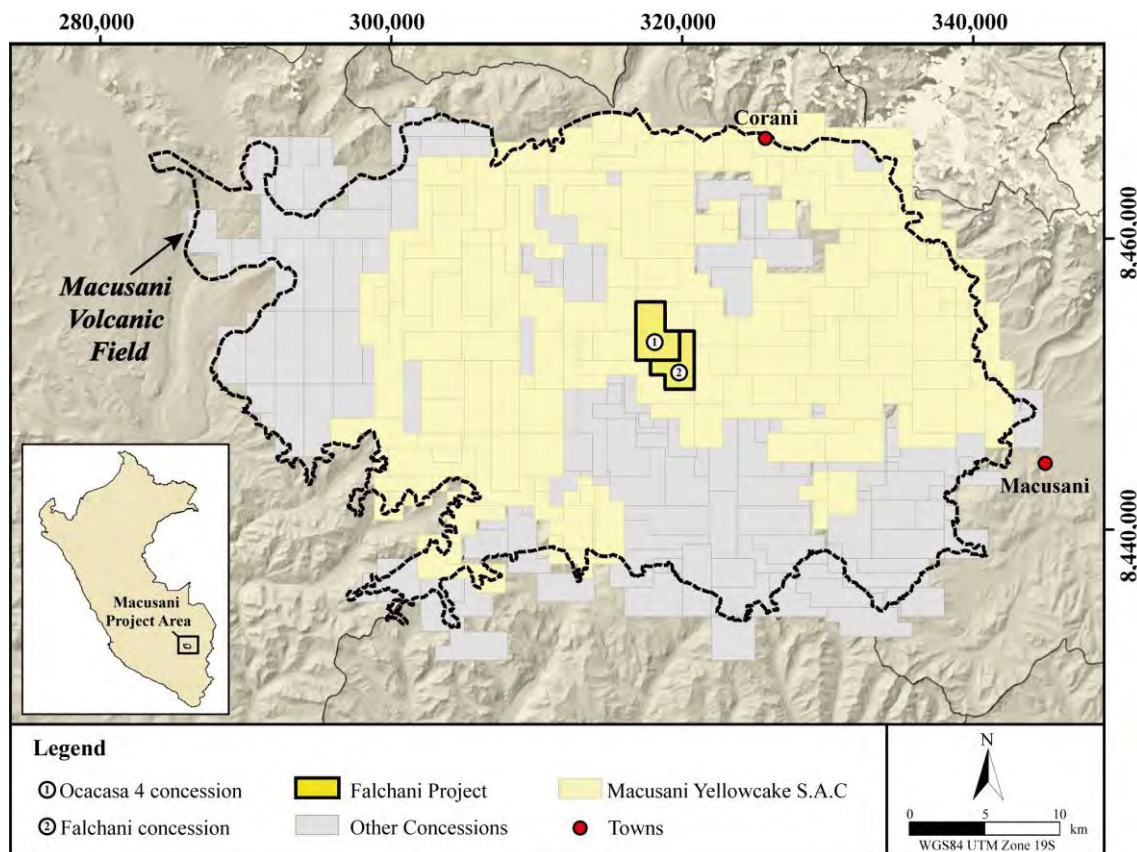 280,000
300,000
320,000
340,000
Corani
8,460,000
Macusani
Volcanic
Field
1
2
Macusani
8,440,000
Macusani
Project Area
Legend
1 Ocacasa 4 concession
Falchani Project
Macusani Yellowcake S.A.C
2 Falchani concession
Other Concessions
Towns
N
0 5 10
km
WGS84 UTM Zone 19S